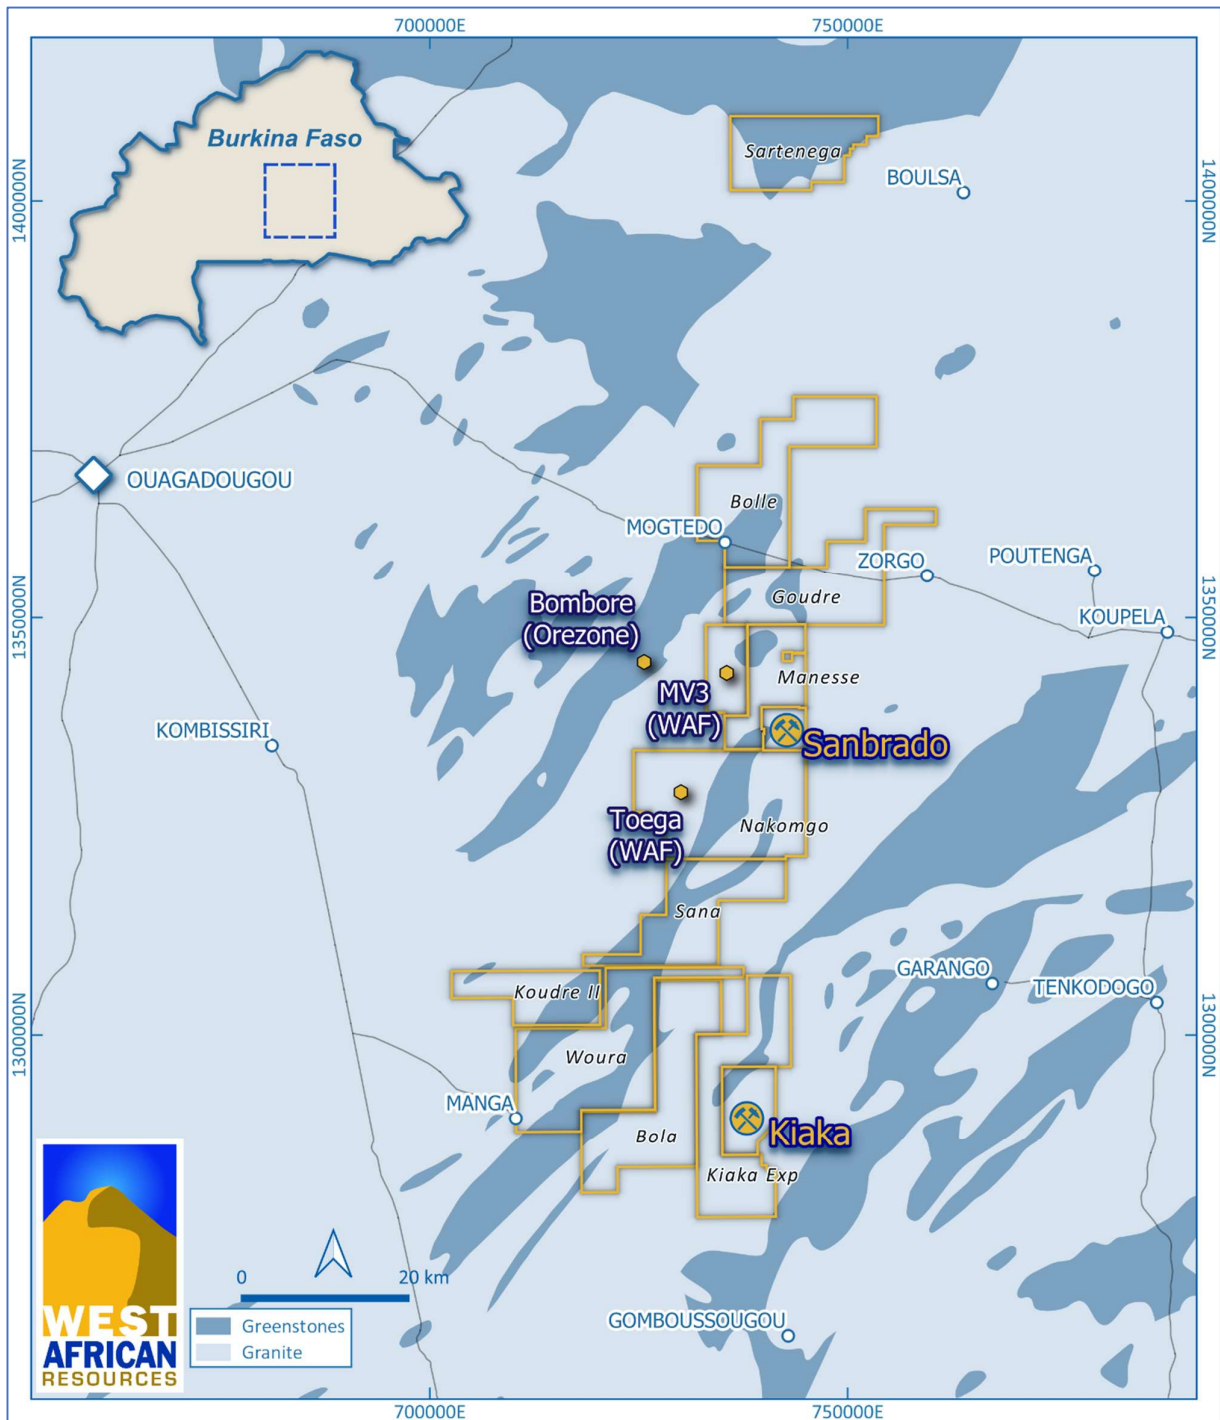 700000E
750000E
Burkina Faso
Sartenega
BOULSA
1400000N
1400000N
OUAGADOUGOU
Bolle
MOGTEDO
ZORGO
POUTENGA
Bombore
(Orezone)
Goudre
KOUPELA
1350000N
1350000N
MV3
(WAF)
Manesse
KOMBISSIRI
Sanbrado
Toega
(WAF)
Nakomgo
Sana
GARANGO
TENKODOGO
Koudre II
1300000N
1300000N
Woura
MANGA
Bola
Kiaka
Kiaka Exp
0
20 km
GOMBOUSSOUGOU
Greenstones
Granite
WEST
AFRICAN
RESOURCES
700000E
750000E